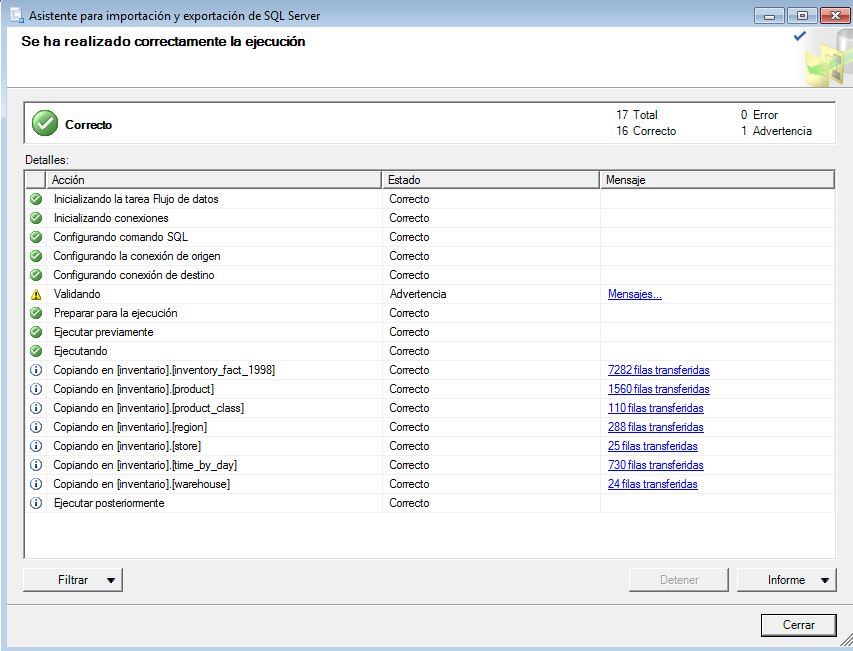 Asistente para importación y exportación de SQL Server
Se ha realizado correctamente la ejecución
Correcto
17 Total
0 Error
16 Correcto
1 Advertencia
Detalles:
Acción Estado Mensaje
Inicializando la tarea Flujo de datos Correcto
Inicializando conexiones Correcto
Configurando comando SQL Correcto
Configurando la conexión de origen Correcto
Configurando conexión de destino Correcto
Validando Advertencia Mensajes...
Preparar para la ejecución Correcto
Ejecutar previamente Correcto
Ejecutando Correcto
Copiando en [inventario].[inventory_fact_1998] Correcto 7282 filas transferidas
Copiando en [inventario].[product] Correcto 1560 filas transferidas
Copiando en [inventario].[product_class] Correcto 110 filas transferidas
Copiando en [inventario].[region] Correcto 288 filas transferidas
Copiando en [inventario].[store] Correcto 25 filas transferidas
Copiando en [inventario].[time_by_day] Correcto 730 filas transferidas
Copiando en [inventario].[warehouse] Correcto 24 filas transferidas
Ejecutar posteriormente Correcto
Filtrar Detener Informe
Cerrar